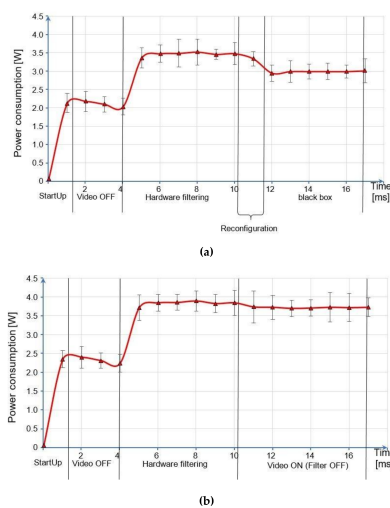 Power consumption [W]
4.5
4.0
3.5
3.0
2.5
2.0
1.5
1.0
0.5
0
2 4 6 8 10 12 14 16 Time
[ms]
StartUp Video OFF Hardware filtering black box
Reconfiguration
(a)
Power consumption [W]
4.5
4.0
3.5
3.0
2.5
2.0
1.5
1.0
0.5
0
2 4 6 8 10 12 14 16 Tim
[ms
StartUp Video OFF Hardware filtering Video ON (Filter OFF)
(b)